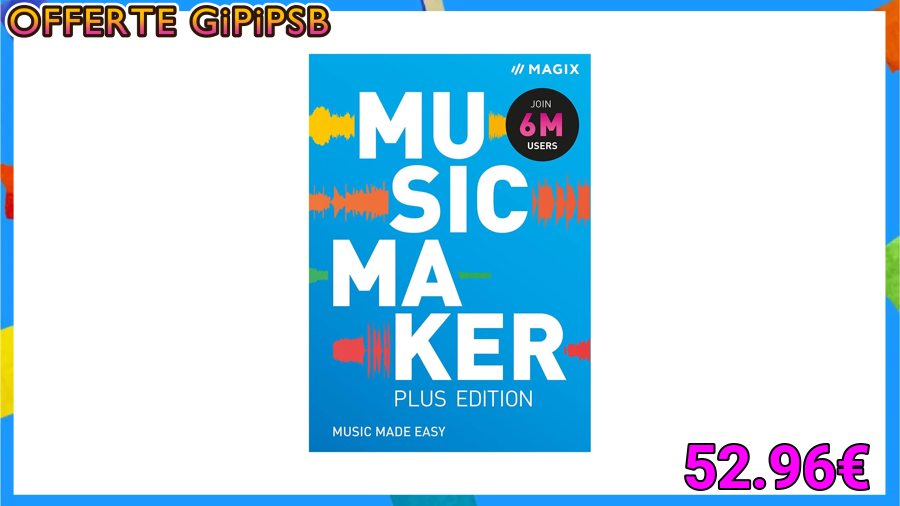 OFFERTE GiPiPSB
MAGIX
JOIN
6M
USERS
MU
SIC
MA
KER
PLUS EDITION
MUSIC MADE EASY
52.96€